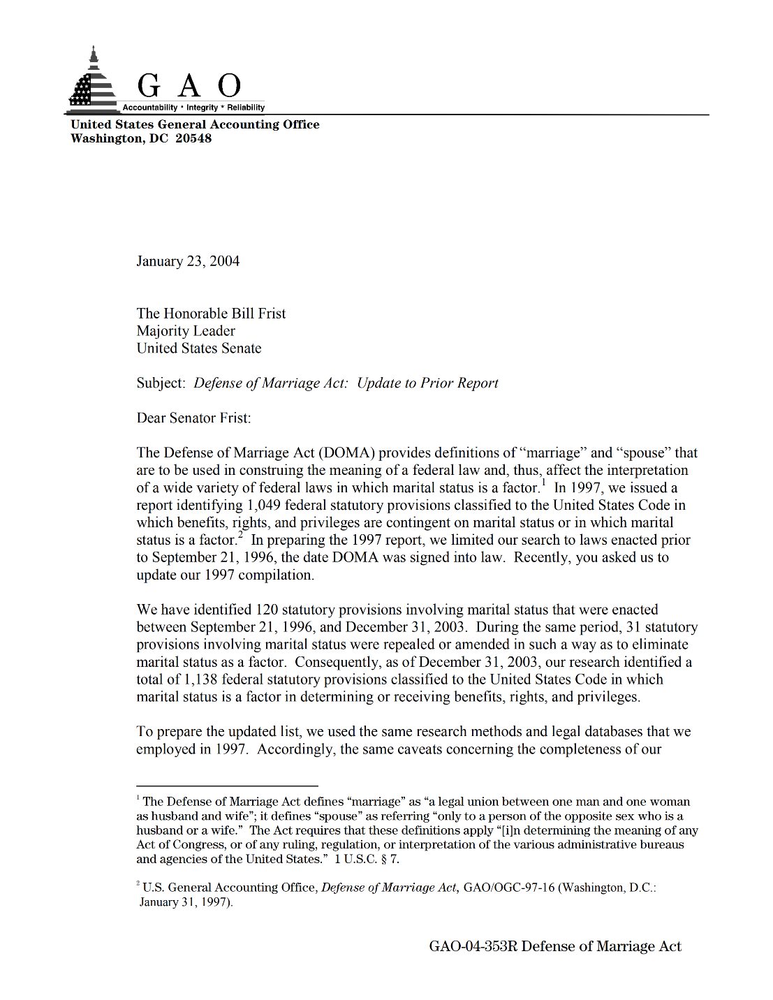 G A O
Accountability * Integrity * Reliability
United States General Accounting Office
Washington, DC  20548
January 23, 2004
The Honorable Bill Frist
Majority Leader
United States Senate
Subject:  Defense of Marriage Act:  Update to Prior Report
Dear Senator Frist:
The Defense of Marriage Act (DOMA) provides definitions of “marriage” and “spouse” that
are to be used in construing the meaning of a federal law and, thus, affect the interpretation
of a wide variety of federal laws in which marital status is a factor.1  In 1997, we issued a
report identifying 1,049 federal statutory provisions classified to the United States Code in
which benefits, rights, and privileges are contingent on marital status or in which marital
status is a factor.2  In preparing the 1997 report, we limited our search to laws enacted prior
to September 21, 1996, the date DOMA was signed into law.  Recently, you asked us to
update our 1997 compilation.
We have identified 120 statutory provisions involving marital status that were enacted
between September 21, 1996, and December 31, 2003.  During the same period, 31 statutory
provisions involving marital status were repealed or amended in such a way as to eliminate
marital status as a factor.  Consequently, as of December 31, 2003, our research identified a
total of 1,138 federal statutory provisions classified to the United States Code in which
marital status is a factor in determining or receiving benefits, rights, and privileges.
To prepare the updated list, we used the same research methods and legal databases that we
employed in 1997.  Accordingly, the same caveats concerning the completeness of our
1 The Defense of Marriage Act defines “marriage” as “a legal union between one man and one woman
as husband and wife”; it defines “spouse” as referring “only to a person of the opposite sex who is a
husband or a wife.”  The Act requires that these definitions apply “[i]n determining the meaning of any
Act of Congress, or of any ruling, regulation, or interpretation of the various administrative bureaus
and agencies of the United States.”  1 U.S.C. § 7.
2 U.S. General Accounting Office, Defense of Marriage Act, GAO/OGC-97-16 (Washington, D.C.:
January 31, 1997).
GAO-04-353R Defense of Marriage Act